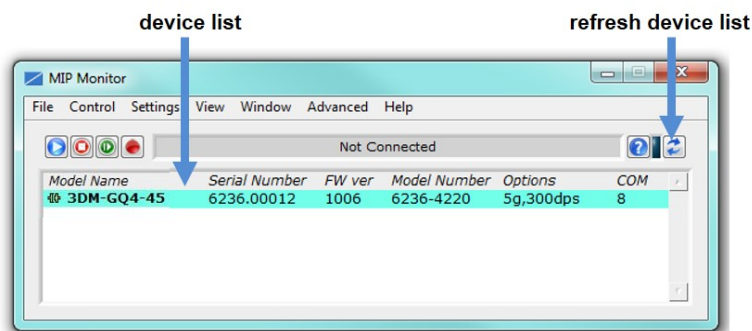 device list
refresh device list
MIP Monitor
File Control Settings View Window Advanced Help
Not Connected
Model Name Serial Number FW ver Model Number Options COM
3DM-GQ4-45 6236.00012 1006 6236-4220 5g,300dps 8